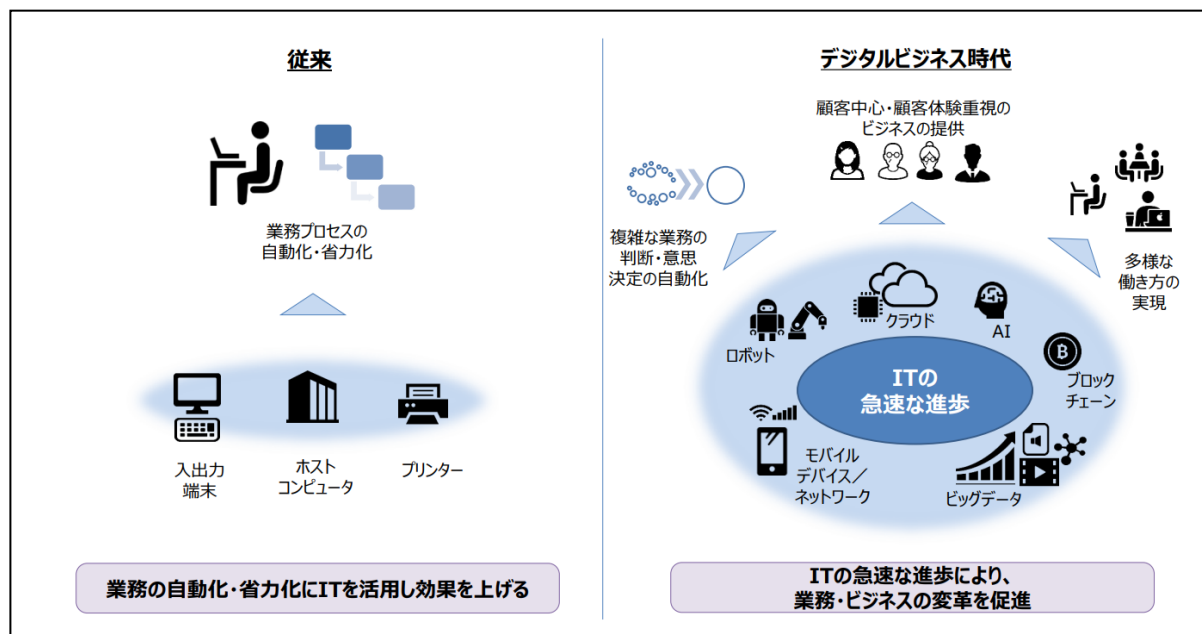 従来
業務プロセスの
自動化・省力化
入出力
端末
ホスト
コンピュータ
プリンター
業務の自動化・省力化にITを活用し効果を上げる
デジタルビジネス時代
顧客中心・顧客体験重視の
ビジネスの提供
複雑な業務の
判断・意思
決定の自動化
多様な
働き方の
実現
クラウド
AI
ロボット
ブロック
チェーン
ITの
急速な進歩
モバイル
デバイス／
ネットワーク
ビッグデータ
ITの急速な進歩により、
業務・ビジネスの変革を促進